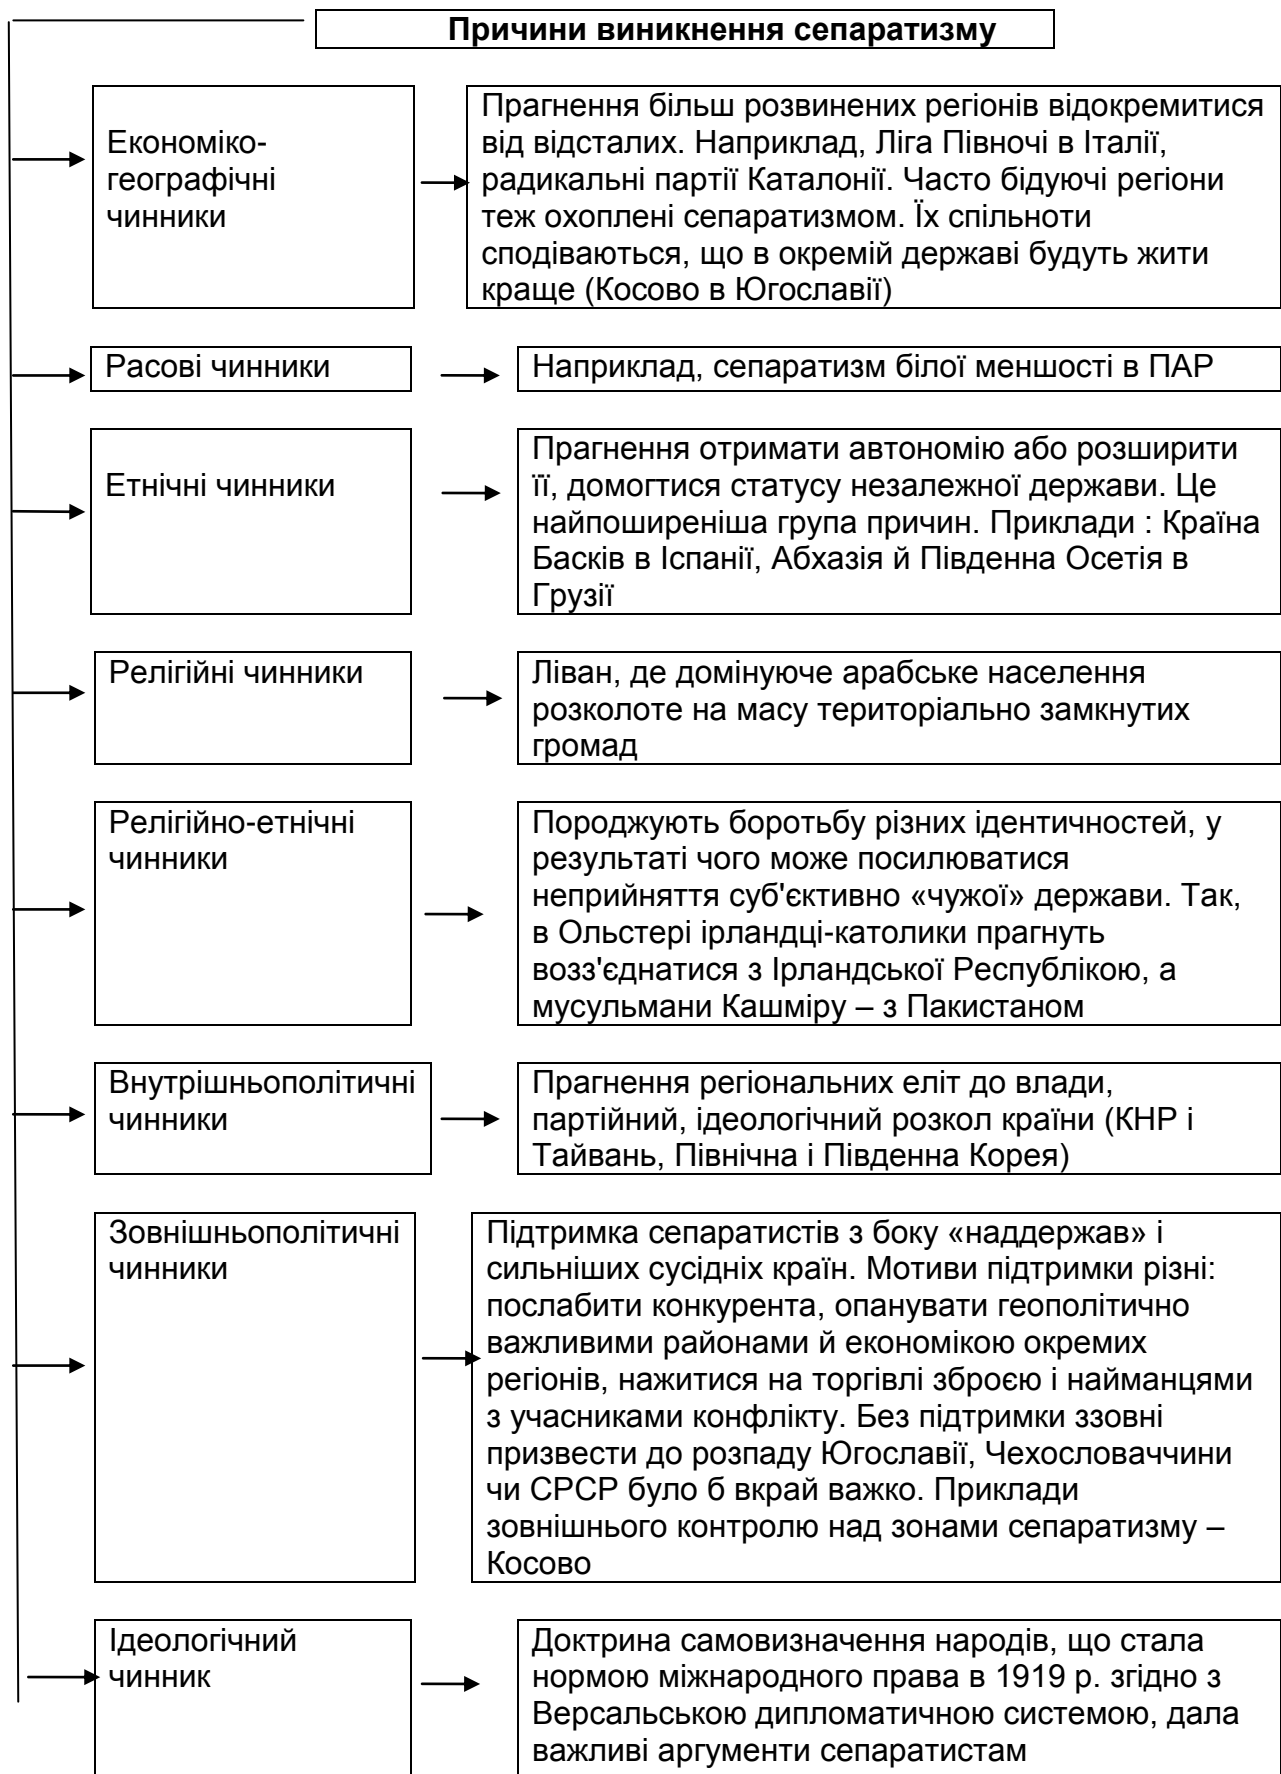 Причини виникнення сепаратизму
Економіко-
географічні
чинники
Прагнення більш розвинених регіонів відокремитися
від відсталих. Наприклад, Ліга Півночі в Італії,
радикальні партії Каталонії. Часто бідуючі регіони
теж охоплені сепаратизмом. Їх спільноти
сподіваються, що в окремій державі будуть жити
краще (Косово в Югославії)
Расові чинники
Наприклад, сепаратизм білої меншості в ПАР
Етнічні чинники
Прагнення отримати автономію або розширити
її, домогтися статусу незалежної держави. Це
найпоширеніша група причин. Приклади : Країна
Басків в Іспанії, Абхазія й Південна Осетія в
Грузії
Релігійні чинники
Ліван, де домінуюче арабське населення
розколоте на масу територіально замкнутих
громад
Релігійно-етнічні
чинники
Породжують боротьбу різних ідентичностей, у
результаті чого може посилюватися
неприйняття суб'єктивно «чужої» держави. Так,
в Ольстері ірландці-католики прагнуть
возз'єднатися з Ірландської Республікою, а
мусульмани Кашміру – з Пакистаном
Внутрішньополітичні
чинники
Прагнення регіональних еліт до влади,
партійний, ідеологічний розкол країни (КНР і
Тайвань, Північна і Південна Корея)
Зовнішньополітичні
чинники
Підтримка сепаратистів з боку «наддержав» і
сильніших сусідніх країн. Мотиви підтримки різні:
послабити конкурента, опанувати геополітично
важливими районами й економікою окремих
регіонів, нажитися на торгівлі зброєю і найманцями
з учасниками конфлікту. Без підтримки ззовні
призвести до розпаду Югославії, Чехословаччини
чи СРСР було б вкрай важко. Приклади
зовнішнього контролю над зонами сепаратизму –
Косово
Ідеологічний
чинник
Доктрина самовизначення народів, що стала
нормою міжнародного права в 1919 р. згідно з
Версальською дипломатичною системою, дала
важливі аргументи сепаратистам